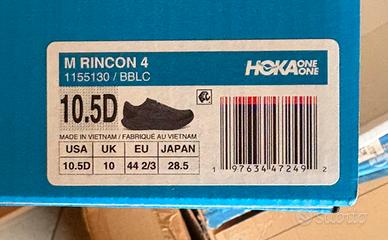 M RINCON 4
1155130 / BBLC
HOKA ONE ONE
10.5D
MADE IN VIETNAM / FABRIQUÉ AU VIETNAM
USA UK EU JAPAN
10.5D 10 44 2/3 28.5
1 97634 47249 2
subito